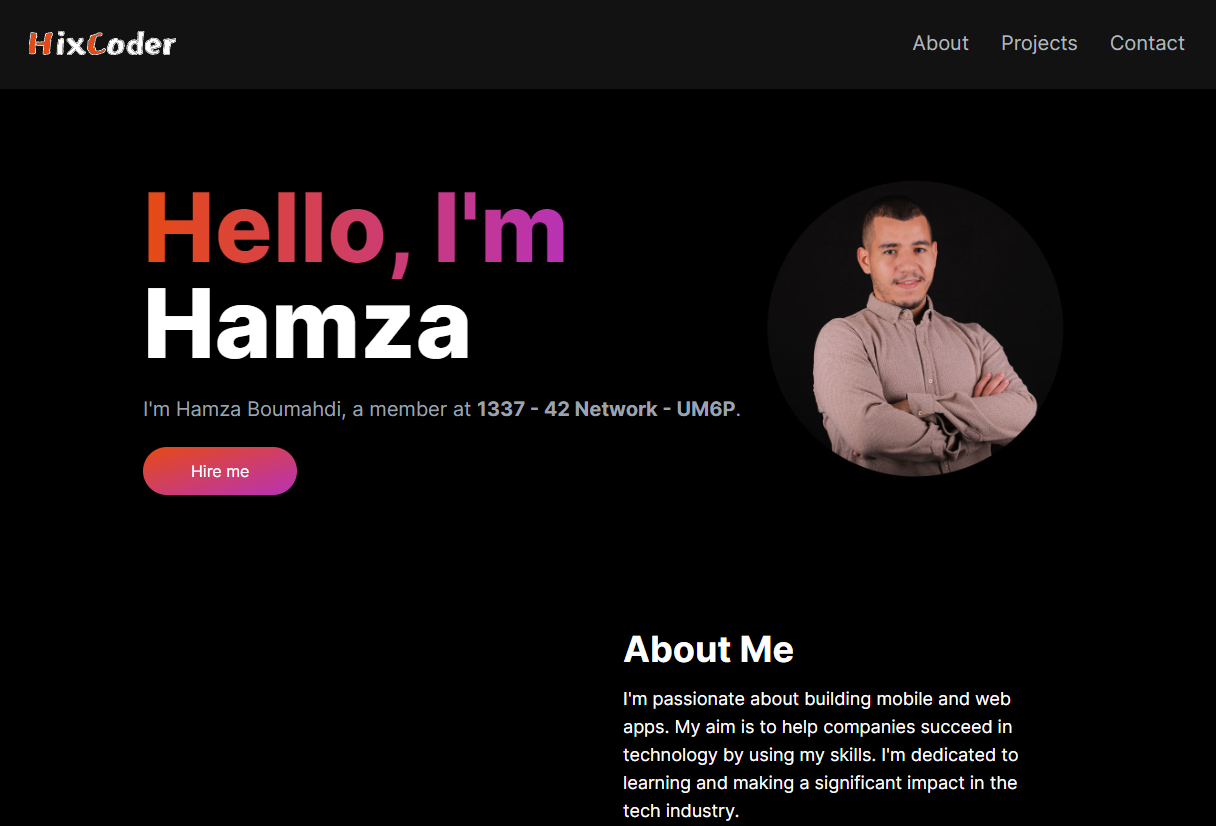 HixCoder
About Projects Contact
Hello, I'm
Hamza
I'm Hamza Boumahdi, a member at 1337 - 42 Network - UM6P.
Hire me
About Me
I'm passionate about building mobile and web
apps. My aim is to help companies succeed in
technology by using my skills. I'm dedicated to
learning and making a significant impact in the
tech industry.